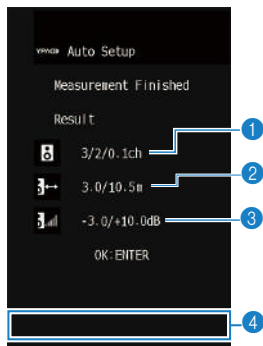 YPAO Auto Setup
Measurement Finished
Result
3/2/0.1ch
1
3.0/10.5m
2
-3.0/+10.0dB
3
OK:ENTER
4